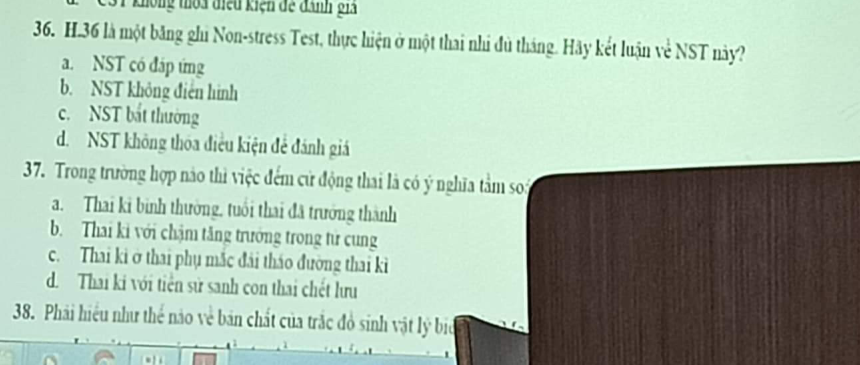 CST không thỏa điều kiện để đánh giá
36. H.36 là một băng ghi Non-stress Test, thực hiện ở một thai nhi đủ tháng. Hãy kết luận về NST này?
a. NST có đáp ứng
b. NST không điển hình
c. NST bất thường
d. NST không thỏa điều kiện để đánh giá
37. Trong trường hợp nào thì việc đếm cử động thai là có ý nghĩa tầm
a. Thai kì bình thường, tuổi thai đã trưởng thành
b. Thai kì với chậm tăng trưởng trong tử cung
c. Thai kì ở thai phụ mắc đái tháo đường thai kì
d. Thai kì với tiền sử sanh con thai chết lưu
38. Phải hiểu như thế nào về bản chất của trắc đồ sinh vật lý